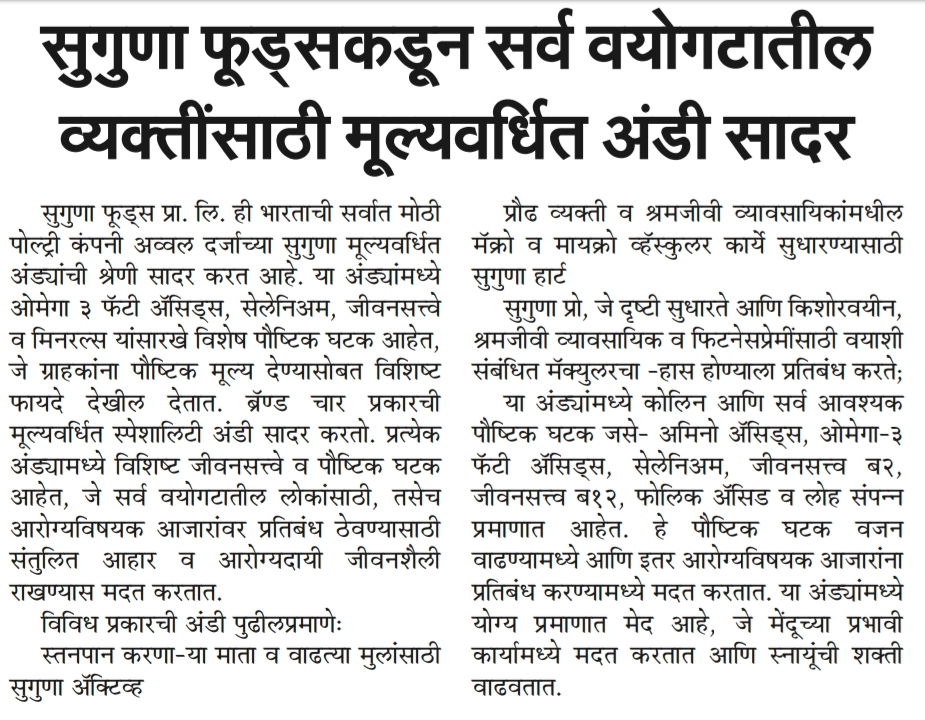 सुगुणा फूड्सकडून सर्व वयोगटातील
व्यक्तींसाठी मूल्यवर्धित अंडी सादर
सुगुणा फूड्स प्रा. लि. ही भारताची सर्वात मोठी
पोल्ट्री कंपनी अव्वल दर्जाच्या सुगुणा मूल्यवर्धित
अंड्यांची श्रेणी सादर करत आहे. या अंड्यांमध्ये
ओमेगा ३ फॅटी अ‍ॅसिड्स, सेलेनिअम, जीवनसत्त्वे
व मिनरल्स यांसारखे विशेष पौष्टिक घटक आहेत,
जे ग्राहकांना पौष्टिक मूल्य देण्यासोबत विशिष्ट
फायदे देखील देतात. ब्रॅण्ड चार प्रकारची
मूल्यवर्धित स्पेशालिटी अंडी सादर करतो. प्रत्येक
अंड्यामध्ये विशिष्ट जीवनसत्त्वे व पौष्टिक घटक
आहेत, जे सर्व वयोगटातील लोकांसाठी, तसेच
आरोग्यविषयक आजारांवर प्रतिबंध ठेवण्यासाठी
संतुलित आहार व आरोग्यदायी जीवनशैली
राखण्यास मदत करतात.
विविध प्रकारची अंडी पुढीलप्रमाणेः
स्तनपान करणा-या माता व वाढत्या मुलांसाठी
सुगुणा अ‍ॅक्टिव्ह
प्रौढ व्यक्ती व श्रमजीवी व्यावसायिकांमधील
मॅक्रो व मायक्रो व्हॅस्कुलर कार्ये सुधारण्यासाठी
सुगुणा हार्ट
सुगुणा प्रो, जे दृष्टी सुधारते आणि किशोरवयीन,
श्रमजीवी व्यावसायिक व फिटनेसप्रेमींसाठी वयाशी
संबंधित मॅक्युलरचा -हास होण्याला प्रतिबंध करते;
या अंड्यांमध्ये कोलिन आणि सर्व आवश्यक
पौष्टिक घटक जसे- अमिनो अ‍ॅसिड्स, ओमेगा-३
फॅटी अ‍ॅसिड्स, सेलेनिअम, जीवनसत्त्व ब२,
जीवनसत्त्व ब१२, फोलिक अ‍ॅसिड व लोह संपन्न
प्रमाणात आहेत. हे पौष्टिक घटक वजन
वाढण्यामध्ये आणि इतर आरोग्यविषयक आजारांना
प्रतिबंध करण्यामध्ये मदत करतात. या अंड्यांमध्ये
योग्य प्रमाणात मेद आहे, जे मेंदूच्या प्रभावी
कार्यामध्ये मदत करतात आणि स्नायूंची शक्ती
वाढवतात.